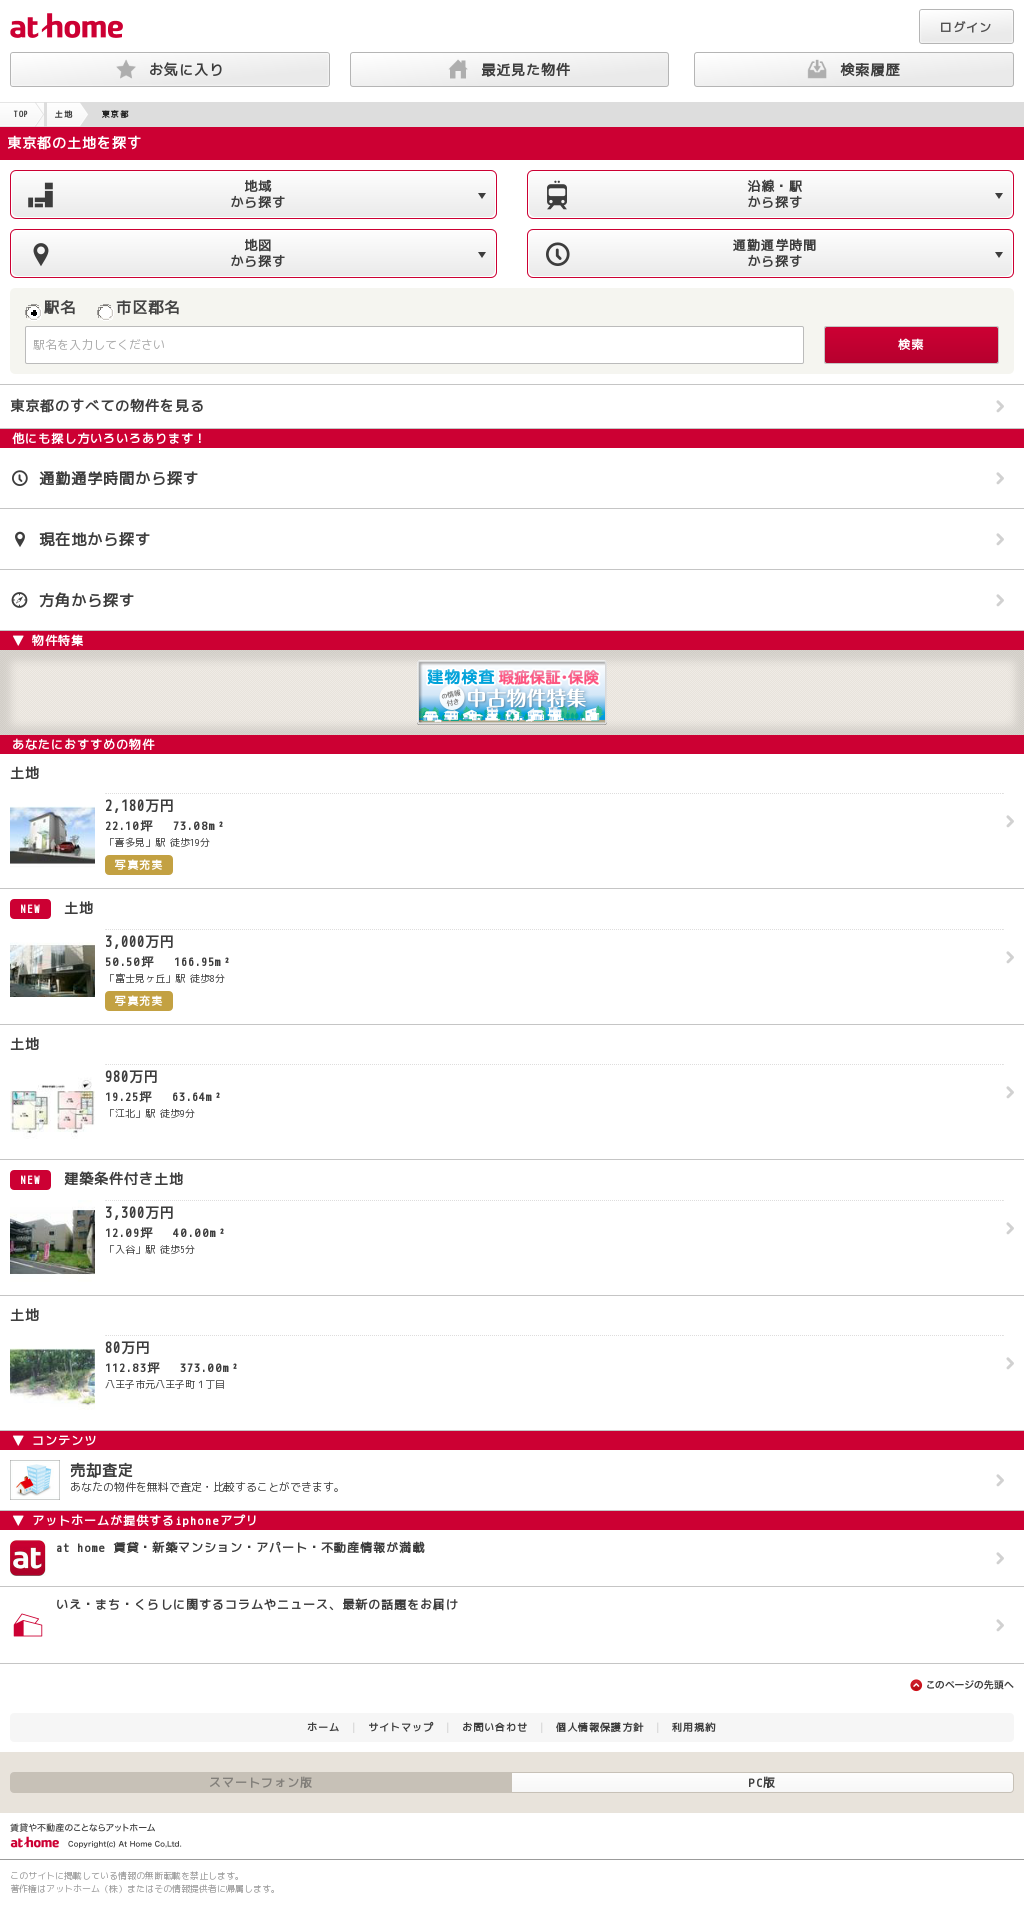 at home
ログイン
お気に入り
最近見た物件
検索履歴
TOP 土地 東京都
東京都の土地を探す
地域
から探す
沿線・駅
から探す
地図
から探す
通勤通学時間
から探す
駅名 市区郡名
駅名を入力してください
検索
東京都のすべての物件を見る
他にも探し方いろいろあります！
通勤通学時間から探す
現在地から探す
方角から探す
▼ 物件特集
建物検査 瑕疵保証・保険
の情報付き 中古物件特集
あなたにおすすめの物件
土地
2,180万円
22.10坪 73.08m²
「喜多見」駅 徒歩19分
写真充実
NEW 土地
3,000万円
50.50坪 166.95m²
「富士見ヶ丘」駅 徒歩8分
写真充実
土地
980万円
19.25坪 63.64m²
「江北」駅 徒歩9分
NEW 建築条件付き土地
3,300万円
12.09坪 40.00m²
「入谷」駅 徒歩5分
土地
80万円
112.83坪 373.00m²
八王子市元八王子町１丁目
▼ コンテンツ
売却査定
あなたの物件を無料で査定・比較することができます。
▼ アットホームが提供するiphoneアプリ
at
at home 賃貸・新築マンション・アパート・不動産情報が満載
いえ・まち・くらしに関するコラムやニュース、最新の話題をお届け
このページの先頭へ
ホーム ｜ サイトマップ ｜ お問い合わせ ｜ 個人情報保護方針 ｜ 利用規約
スマートフォン版 PC版
賃貸や不動産のことならアットホーム
at home Copyright(c) At Home Co.,Ltd.
このサイトに掲載している情報の無断転載を禁止します。
著作権はアットホーム（株）またはその情報提供者に帰属します。